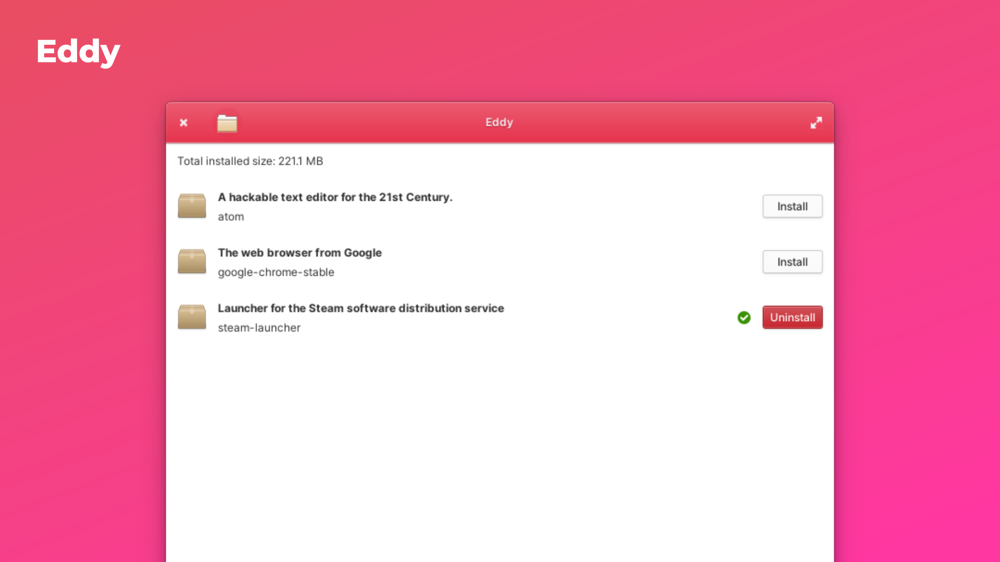 Eddy
Eddy
Total installed size: 221.1 MB
A hackable text editor for the 21st Century.
atom
Install
The web browser from Google
google-chrome-stable
Install
Launcher for the Steam software distribution service
steam-launcher
Uninstall